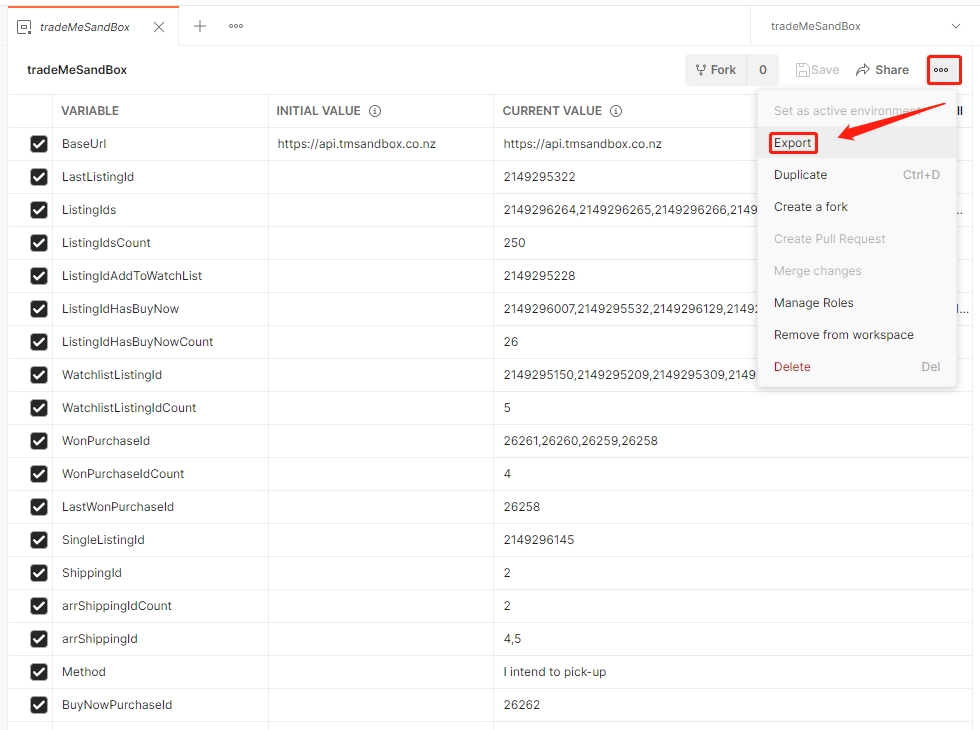 tradeMeSandBox
tradeMeSandBox
tradeMeSandBox
Fork 0 Save Share
VARIABLE INITIAL VALUE CURRENT VALUE
Set as active environment
BaseUrl https://api.tmsandbox.co.nz https://api.tmsandbox.co.nz
Export
LastListingId 2149295322
Duplicate Ctrl+D
ListingIds 2149296264,2149296265,2149296266,2149
Create a fork
ListingIdsCount 250
Create Pull Request
ListingIdAddToWatchList 2149295228
Merge changes
ListingIdHasBuyNow 2149296007,2149295532,2149296129,2149
Manage Roles
ListingIdHasBuyNowCount 26
Remove from workspace
WatchlistListingId 2149295150,2149295209,2149295309,2149
Delete Del
WatchlistListingIdCount 5
WonPurchaseId 26261,26260,26259,26258
WonPurchaseIdCount 4
LastWonPurchaseId 26258
SingleListingId 2149296145
ShippingId 2
arrShippingIdCount 2
arrShippingId 4,5
Method I intend to pick-up
BuyNowPurchaseId 26262